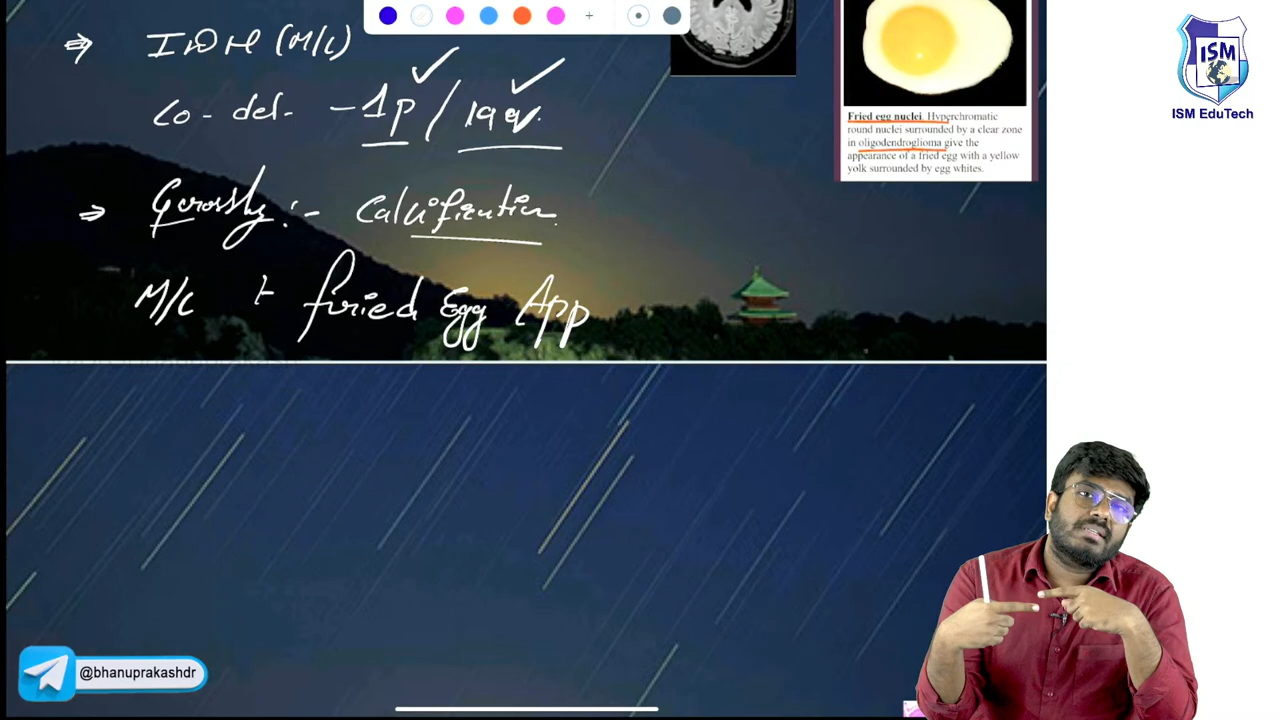 ⇒ IDH (M/C)
Co-del- - 1p / 19q.
⇒ Grossly :- Calcification
M/C :- fried Egg App
Fried egg nuclei. Hyperchromatic
round nuclei surrounded by a clear zone
in oligodendroglioma give the
appearance of a fried egg with a yellow
yolk surrounded by egg whites.
ISM
ISM EduTech
@bhanuprakashdr